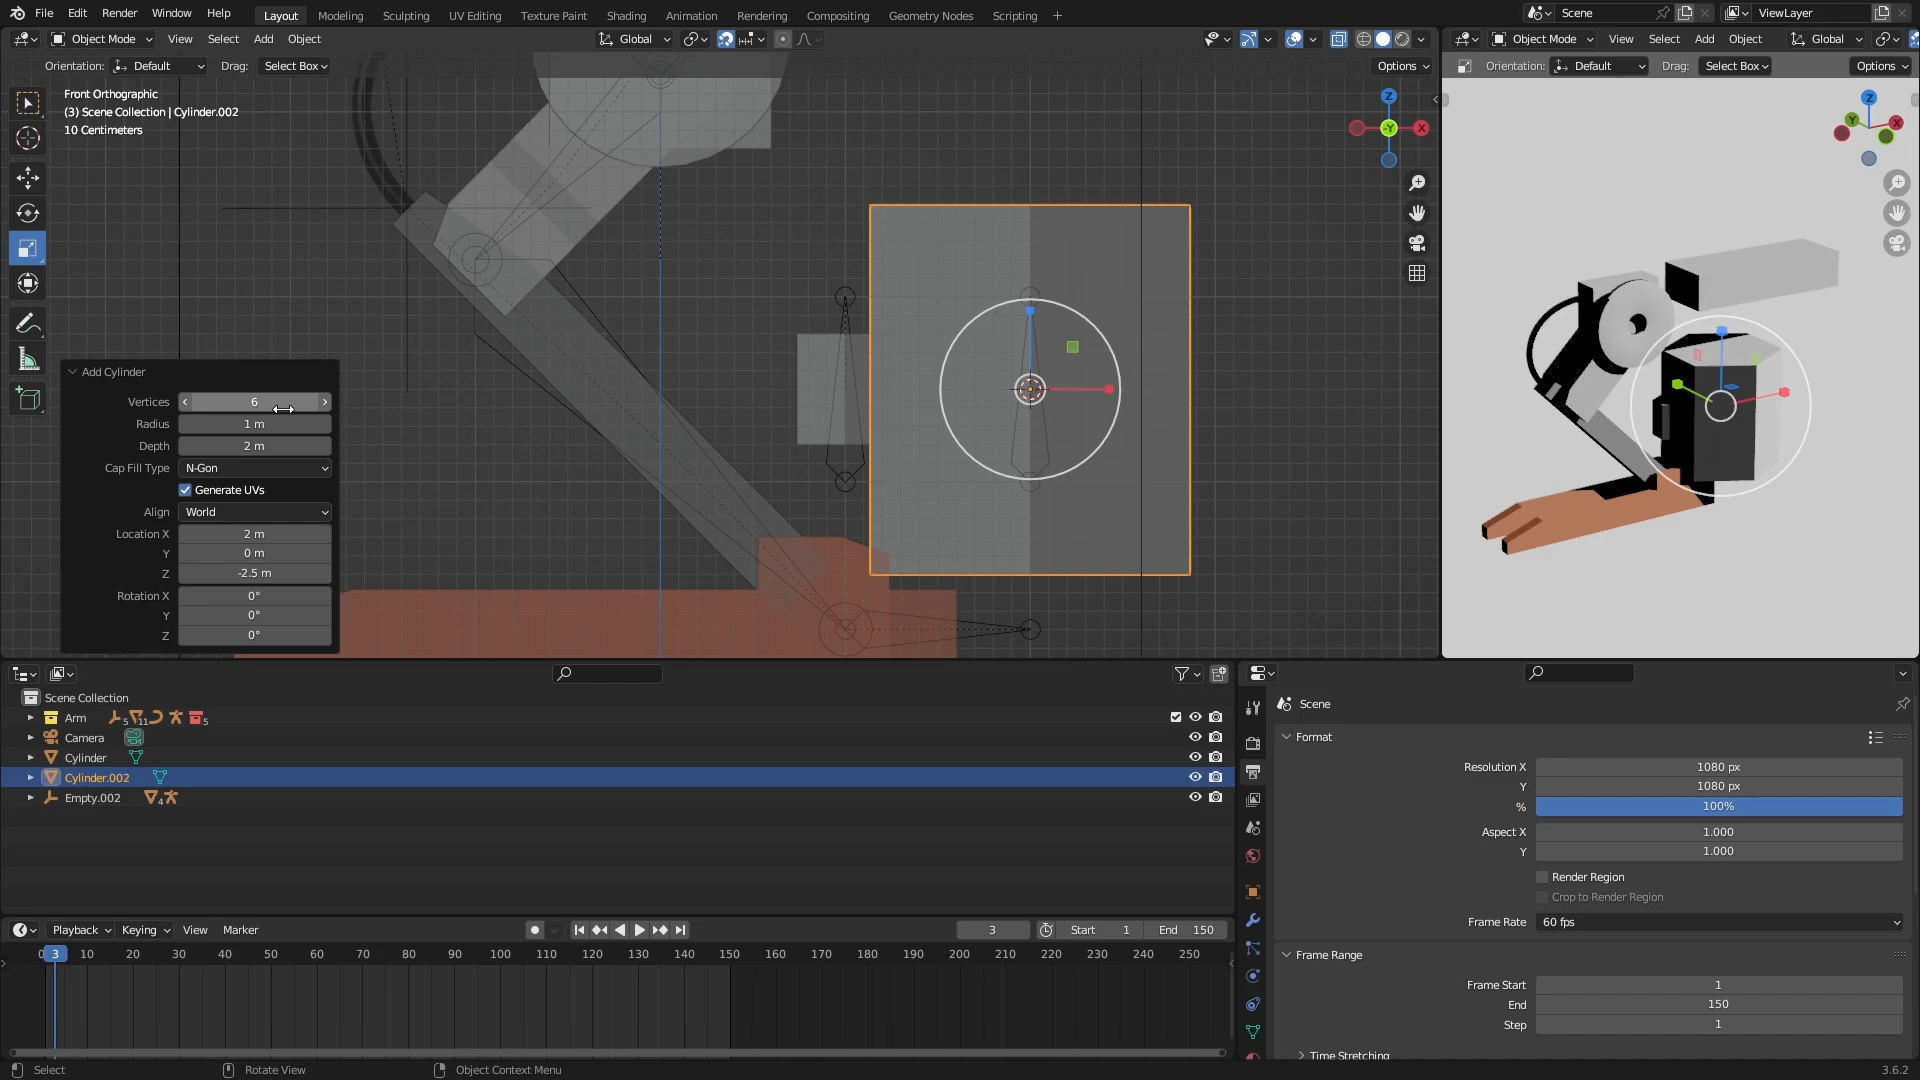 File Edit Render Window Help Layout Modeling Sculpting UV Editing Texture Paint Shading Animation Rendering Compositing Geometry Nodes Scripting + Scene ViewLayer
Object Mode View Select Add Object Global Object Mode View Select Add Object Global
Orientation: Default Drag: Select Box Options Orientation: Default Drag: Select Box Options
Front Orthographic
(3) Scene Collection | Cylinder.002
10 Centimeters
Z
-Y
X
Z
Y
X
Add Cylinder
Vertices 6
Radius 1 m
Depth 2 m
Cap Fill Type N-Gon
Generate UVs
Align World
Location X 2 m
Y 0 m
Z -2.5 m
Rotation X 0°
Y 0°
Z 0°
Scene Collection
Arm 5 11 5
Camera
Cylinder
Cylinder.002
Empty.002 4
Scene
Format
Resolution X 1080 px
Y 1080 px
% 100%
Aspect X 1.000
Y 1.000
Render Region
Crop to Render Region
Frame Rate 60 fps
Frame Range
Frame Start 1
End 150
Step 1
Time Stretching
Playback Keying View Marker 3 Start 1 End 150
0 3 10 20 30 40 50 60 70 80 90 100 110 120 130 140 150 160 170 180 190 200 210 220 230 240 250
Select Rotate View Object Context Menu 3.6.2